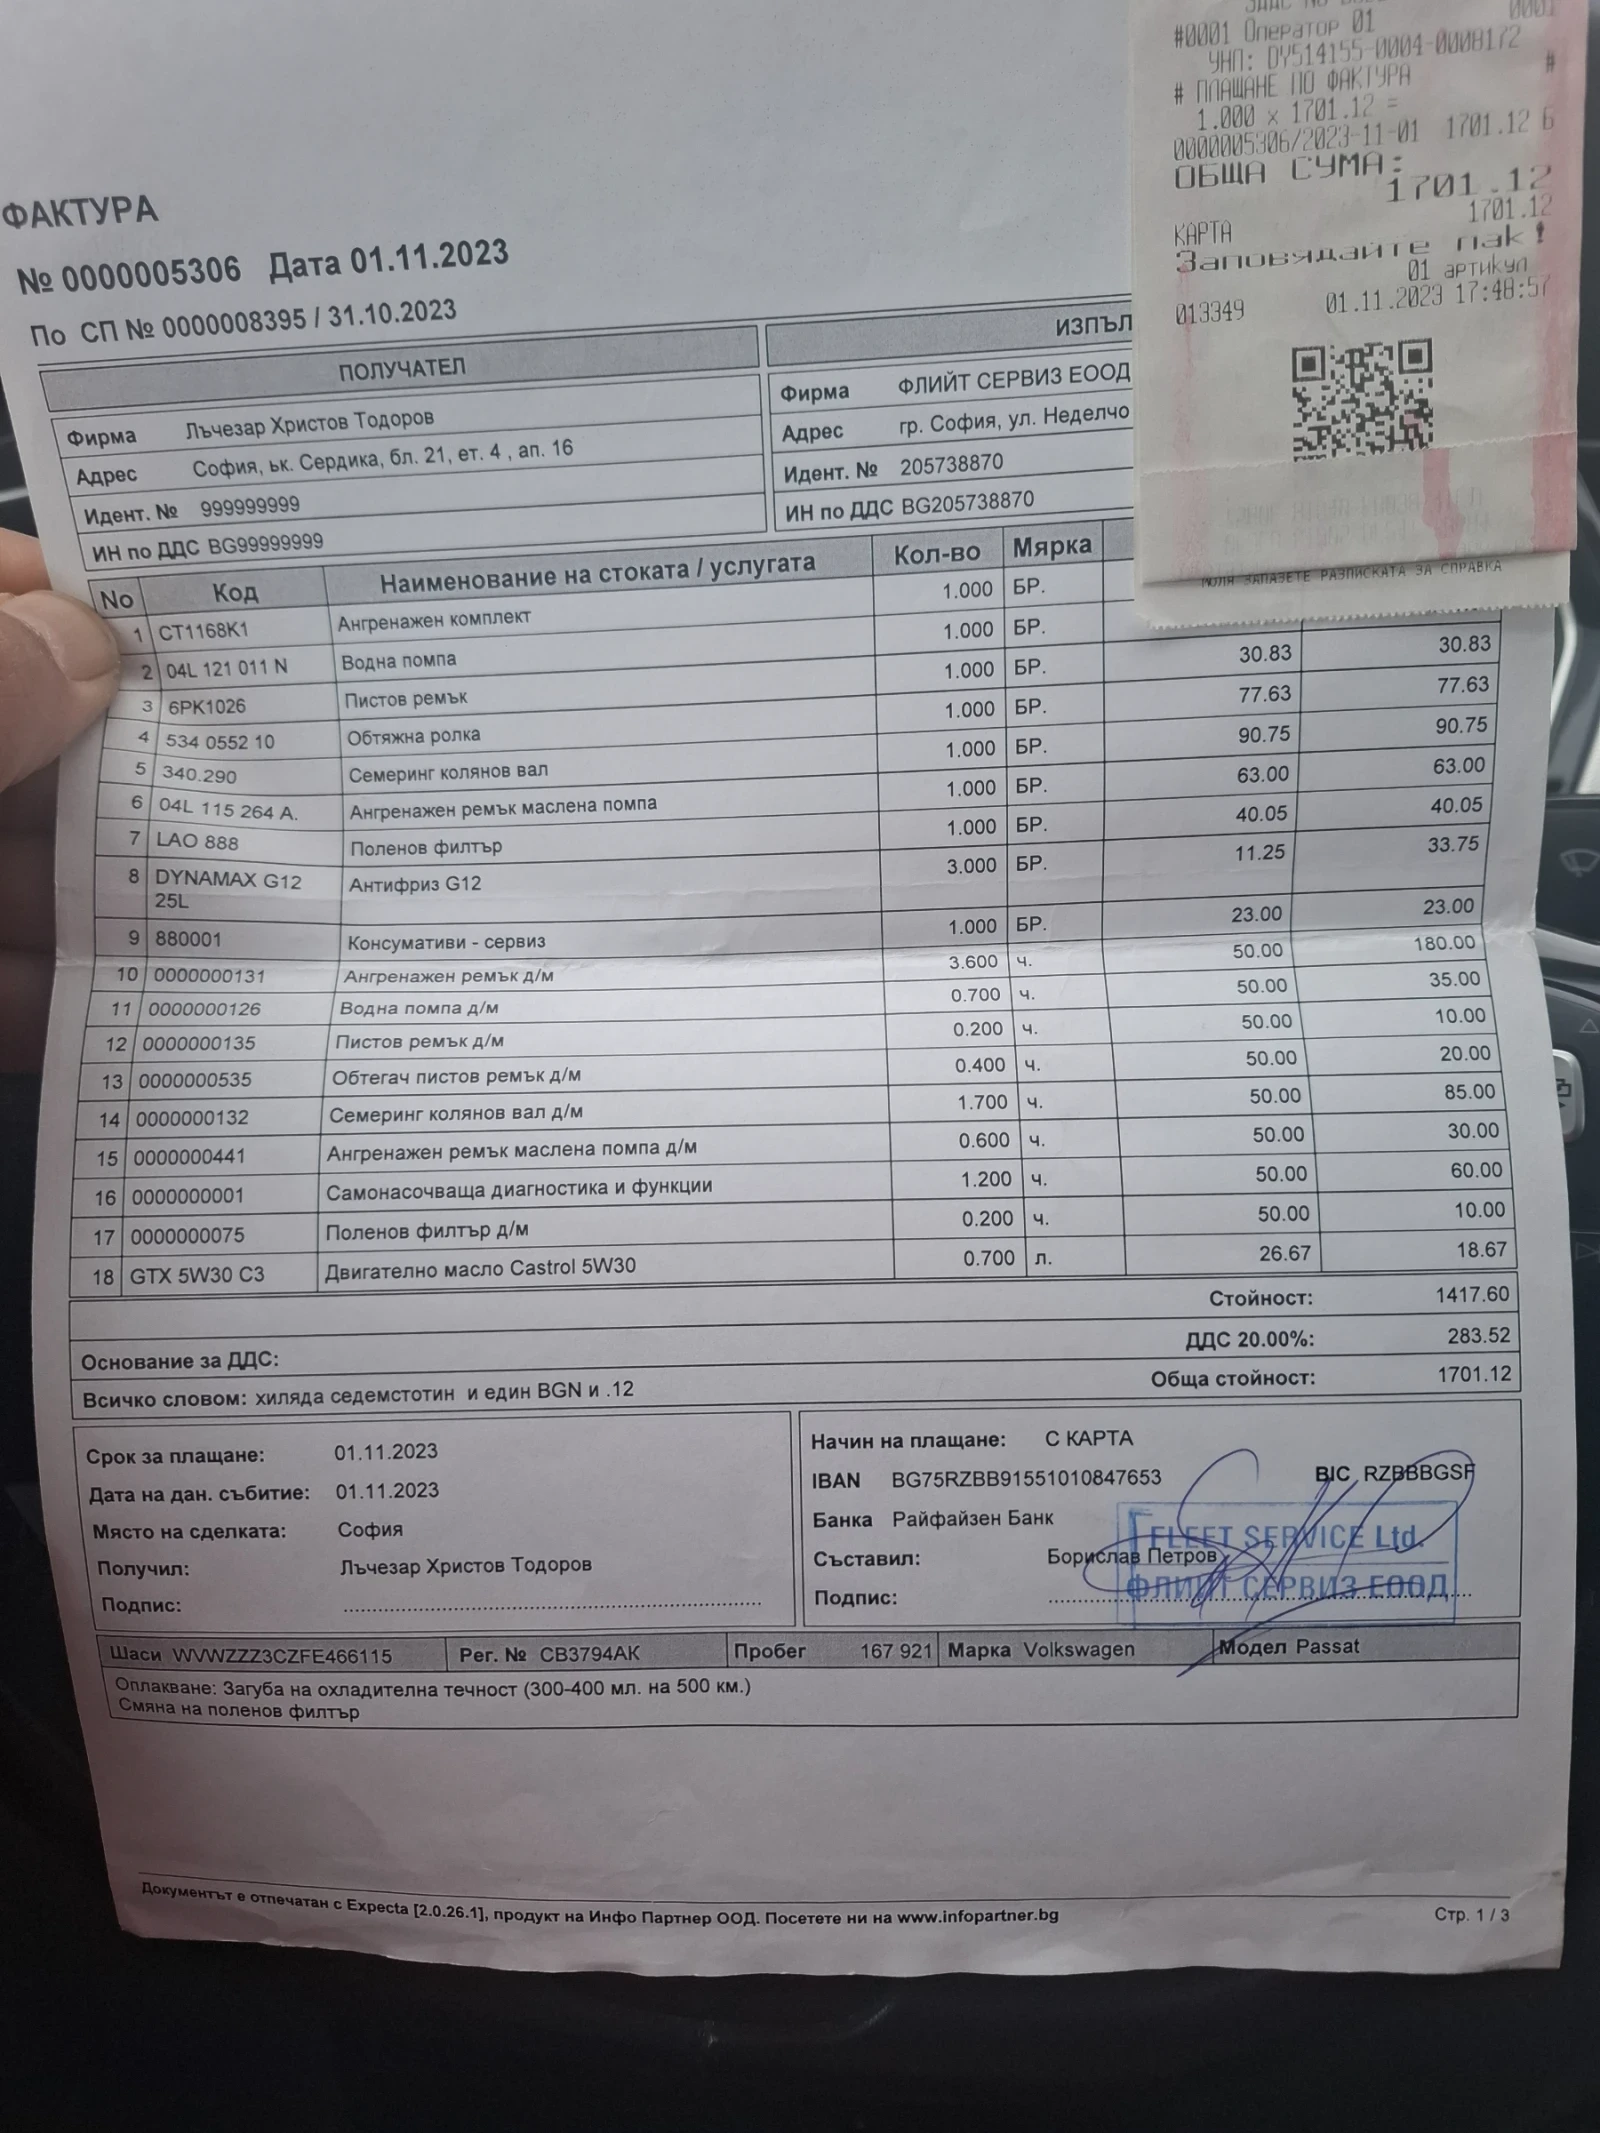 #0001 Оператор 01 0001
УНП: DY514155-0004-0008172
# ПЛАЩАНЕ ПО ФАКТУРА #
1.000 x 1701.12 =
0000005306/2023-11-01 1701.12 Б
ОБЩА СУМА:
1701.12
1701.12
КАРТА
Заповядайте пак!
01 артикул
013349 01.11.2023 17:48:57
МОЛЯ ЗАПАЗЕТЕ РАЗПИСКАТА ЗА СПРАВКА
ФАКТУРА
№ 0000005306 Дата 01.11.2023
По СП № 0000008395 / 31.10.2023
ПОЛУЧАТЕЛ
Фирма Лъчезар Христов Тодоров
Адрес София, ьк. Сердика, бл. 21, ет. 4 , ап. 16
Идент. № 999999999
ИН по ДДС BG99999999
ИЗПЪЛ
Фирма ФЛИЙТ СЕРВИЗ ЕООД
Адрес гр. София, ул. Неделчо
Идент. № 205738870
ИН по ДДС BG205738870
No Код Наименование на стоката / услугата Кол-во Мярка
1 CT1168K1 Ангренажен комплект 1.000 БР.
2 04L 121 011 N Водна помпа 1.000 БР.
3 6PK1026 Пистов ремък 1.000 БР. 30.83 30.83
4 534 0552 10 Обтяжна ролка 1.000 БР. 77.63 77.63
5 340.290 Семеринг колянов вал 1.000 БР. 90.75 90.75
6 04L 115 264 A. Ангренажен ремък маслена помпа 1.000 БР. 63.00 63.00
7 LAO 888 Поленов филтър 1.000 БР. 40.05 40.05
8 DYNAMAX G12 Антифриз G12 3.000 БР. 11.25 33.75
25L
9 880001 Консумативи - сервиз 1.000 БР. 23.00 23.00
10 0000000131 Ангренажен ремък д/м 3.600 ч. 50.00 180.00
11 0000000126 Водна помпа д/м 0.700 ч. 50.00 35.00
12 0000000135 Пистов ремък д/м 0.200 ч. 50.00 10.00
13 0000000535 Обтегач пистов ремък д/м 0.400 ч. 50.00 20.00
14 0000000132 Семеринг колянов вал д/м 1.700 ч. 50.00 85.00
15 0000000441 Ангренажен ремък маслена помпа д/м 0.600 ч. 50.00 30.00
16 0000000001 Самонасочваща диагностика и функции 1.200 ч. 50.00 60.00
17 0000000075 Поленов филтър д/м 0.200 ч. 50.00 10.00
18 GTX 5W30 C3 Двигателно масло Castrol 5W30 0.700 л. 26.67 18.67
Стойност: 1417.60
Основание за ДДС: ДДС 20.00%: 283.52
Всичко словом: хиляда седемстотин и един BGN и .12 Обща стойност: 1701.12
Срок за плащане: 01.11.2023
Дата на дан. събитие: 01.11.2023
Място на сделката: София
Получил: Лъчезар Христов Тодоров
Подпис:
Начин на плащане: С КАРТА
IBAN BG75RZBB91551010847653 BIC RZBBBGSF
Банка Райфайзен Банк
Съставил: Борислав Петров
Подпис:
FLEET SERVICE Ltd.
ФЛИЙТ СЕРВИЗ ЕООД
Шаси WVWZZZ3CZFE466115 Рег. № CB3794AK Пробег 167 921 Марка Volkswagen Модел Passat
Оплакване: Загуба на охладителна течност (300-400 мл. на 500 км.)
Смяна на поленов филтър
Документът е отпечатан с Expecta [2.0.26.1], продукт на Инфо Партнер ООД. Посетете ни на www.infopartner.bg Стр. 1 / 3